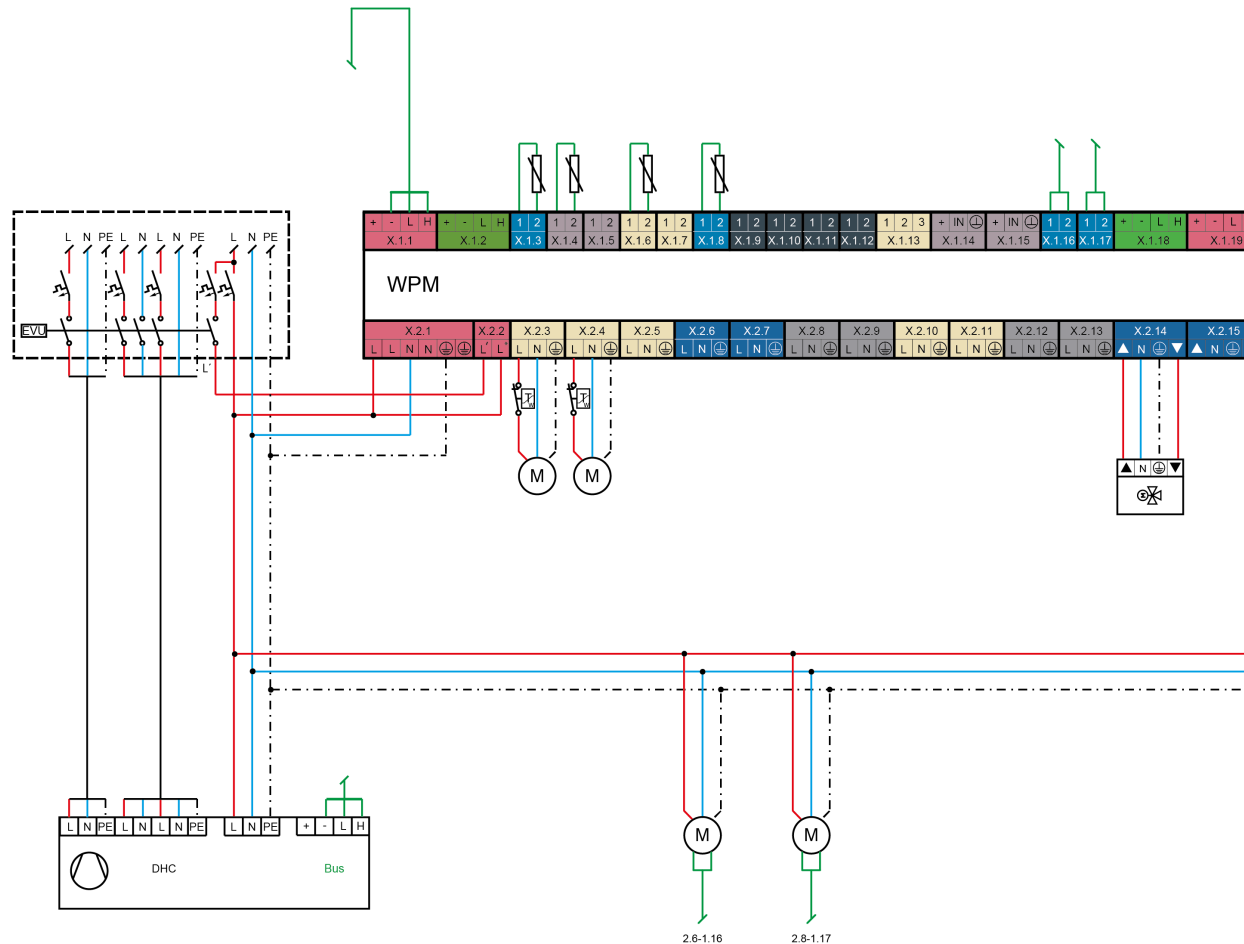 L N PE L N L N PE L N PE
EVU
L'
+ - L H + - L H 1 2 1 2 1 2 1 2 1 2 1 2 1 2 1 2 1 2 1 2 1 2 3 + IN + IN 1 2 1 2 + - L H + - L
X.1.1 X.1.2 X.1.3 X.1.4 X.1.5 X.1.6 X.1.7 X.1.8 X.1.9 X.1.10 X.1.11 X.1.12 X.1.13 X.1.14 X.1.15 X.1.16 X.1.17 X.1.18 X.1.19
WPM
X.2.1 X.2.2 X.2.3 X.2.4 X.2.5 X.2.6 X.2.7 X.2.8 X.2.9 X.2.10 X.2.11 X.2.12 X.2.13 X.2.14 X.2.15
L L N N L' L* L N L N L N L N L N L N L N L N L N L N L N N N
M M
N
M
M M
L N PE L N L N PE L N PE + - L H
DHC Bus
2.6-1.16 2.8-1.17